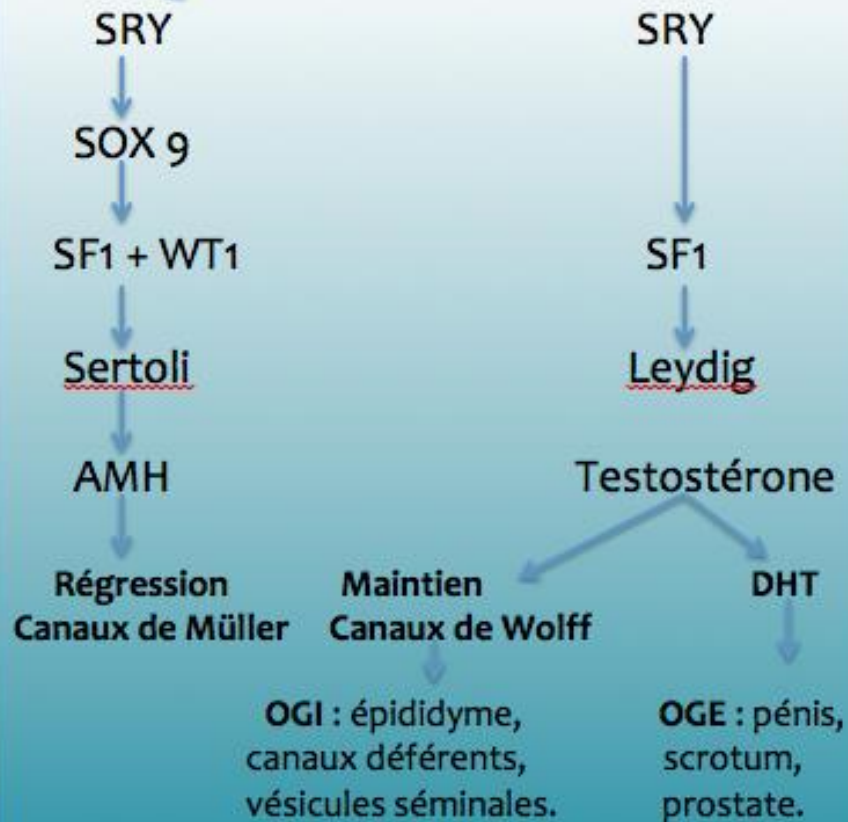 SRY
SRY
SOX 9
SF1 + WT1
SF1
Sertoli
Leydig
AMH
Testostérone
Régression
Canaux de Müller
Maintien
Canaux de Wolff
DHT
OGI : épididyme,
canaux déférents,
vésicules séminales.
OGE : pénis,
scrotum,
prostate.